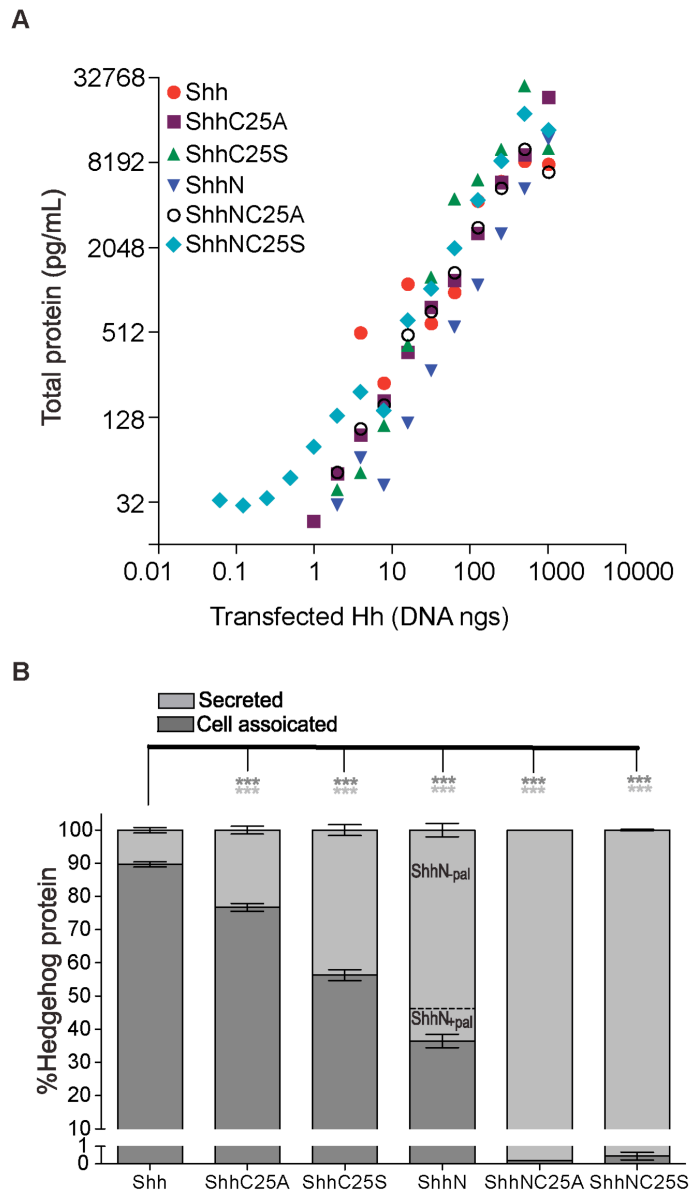 A
Total protein (pg/mL)
32768
8192
2048
512
128
32
Shh
ShhC25A
ShhC25S
ShhN
ShhNC25A
ShhNC25S
0.01 0.1 1 10 100 1000 10000
Transfected Hh (DNA ngs)
B
Secreted
Cell assoicated
*** *** *** *** ***
*** *** *** *** ***
%Hedgehog protein
100
90
80
70
60
50
40
30
20
10
1
0
ShhN-pal
ShhN+pal
Shh ShhC25A ShhC25S ShhN ShhNC25A ShhNC25S